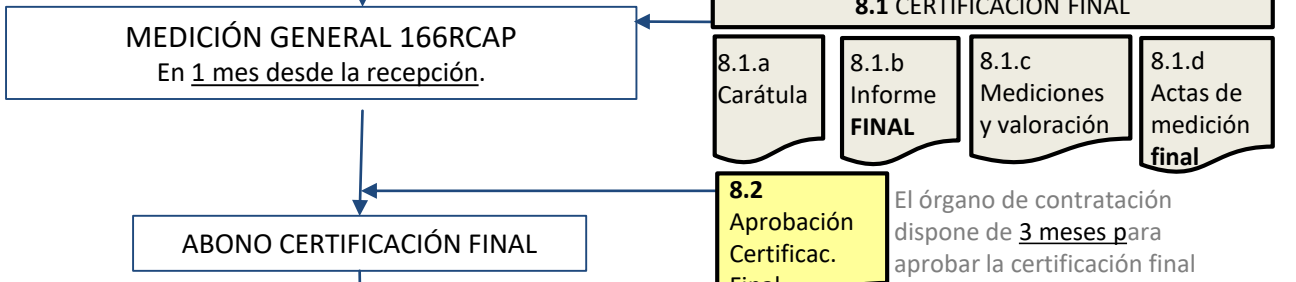 8.1 CERTIFICACIÓN FINAL
MEDICIÓN GENERAL 166RCAP
En 1 mes desde la recepción.
8.1.a
Carátula
8.1.b
Informe
FINAL
8.1.c
Mediciones
y valoración
8.1.d
Actas de
medición
final
8.2
Aprobación
Certificac.
Final
El órgano de contratación
dispone de 3 meses para
aprobar la certificación final
ABONO CERTIFICACIÓN FINAL